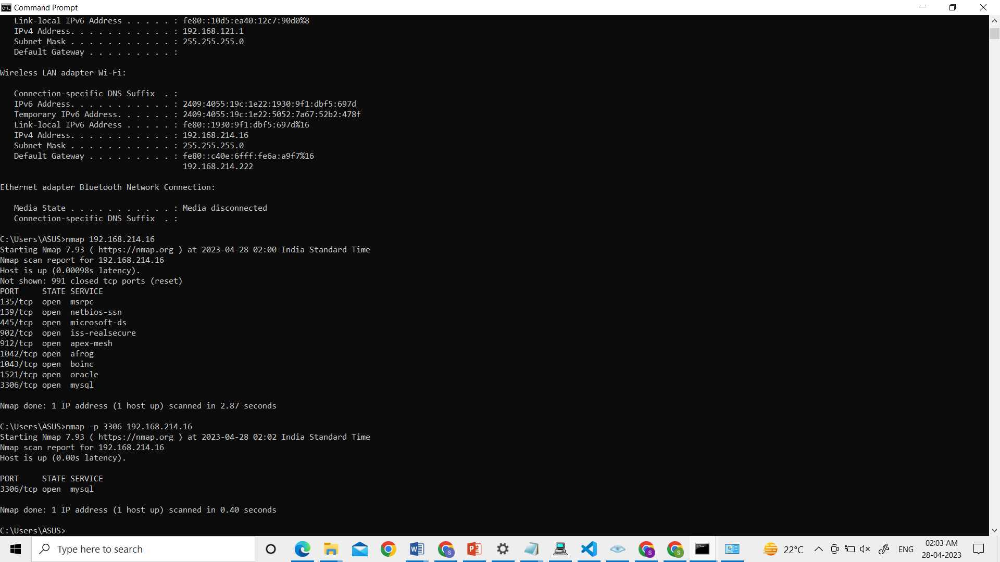 Command Prompt
   Link-local IPv6 Address . . . . . : fe80::10d5:ea40:12c7:90d0%8
   IPv4 Address. . . . . . . . . . . : 192.168.121.1
   Subnet Mask . . . . . . . . . . . : 255.255.255.0
   Default Gateway . . . . . . . . . :
Wireless LAN adapter Wi-Fi:
   Connection-specific DNS Suffix  . :
   IPv6 Address. . . . . . . . . . . : 2409:4055:19c:1e22:1930:9f1:dbf5:697d
   Temporary IPv6 Address. . . . . . : 2409:4055:19c:1e22:5052:7a67:52b2:478f
   Link-local IPv6 Address . . . . . : fe80::1930:9f1:dbf5:697d%16
   IPv4 Address. . . . . . . . . . . : 192.168.214.16
   Subnet Mask . . . . . . . . . . . : 255.255.255.0
   Default Gateway . . . . . . . . . : fe80::c40e:6fff:fe6a:a9f7%16
                                       192.168.214.222
Ethernet adapter Bluetooth Network Connection:
   Media State . . . . . . . . . . . : Media disconnected
   Connection-specific DNS Suffix  . :
C:\Users\ASUS>nmap 192.168.214.16
Starting Nmap 7.93 ( https://nmap.org ) at 2023-04-28 02:00 India Standard Time
Nmap scan report for 192.168.214.16
Host is up (0.00098s latency).
Not shown: 991 closed tcp ports (reset)
PORT     STATE SERVICE
135/tcp  open  msrpc
139/tcp  open  netbios-ssn
445/tcp  open  microsoft-ds
902/tcp  open  iss-realsecure
912/tcp  open  apex-mesh
1042/tcp open  afrog
1043/tcp open  boinc
1521/tcp open  oracle
3306/tcp open  mysql
Nmap done: 1 IP address (1 host up) scanned in 2.87 seconds
C:\Users\ASUS>nmap -p 3306 192.168.214.16
Starting Nmap 7.93 ( https://nmap.org ) at 2023-04-28 02:02 India Standard Time
Nmap scan report for 192.168.214.16
Host is up (0.00s latency).
PORT     STATE SERVICE
3306/tcp open  mysql
Nmap done: 1 IP address (1 host up) scanned in 0.40 seconds
C:\Users\ASUS>
Type here to search
22°C
ENG
02:03 AM
28-04-2023